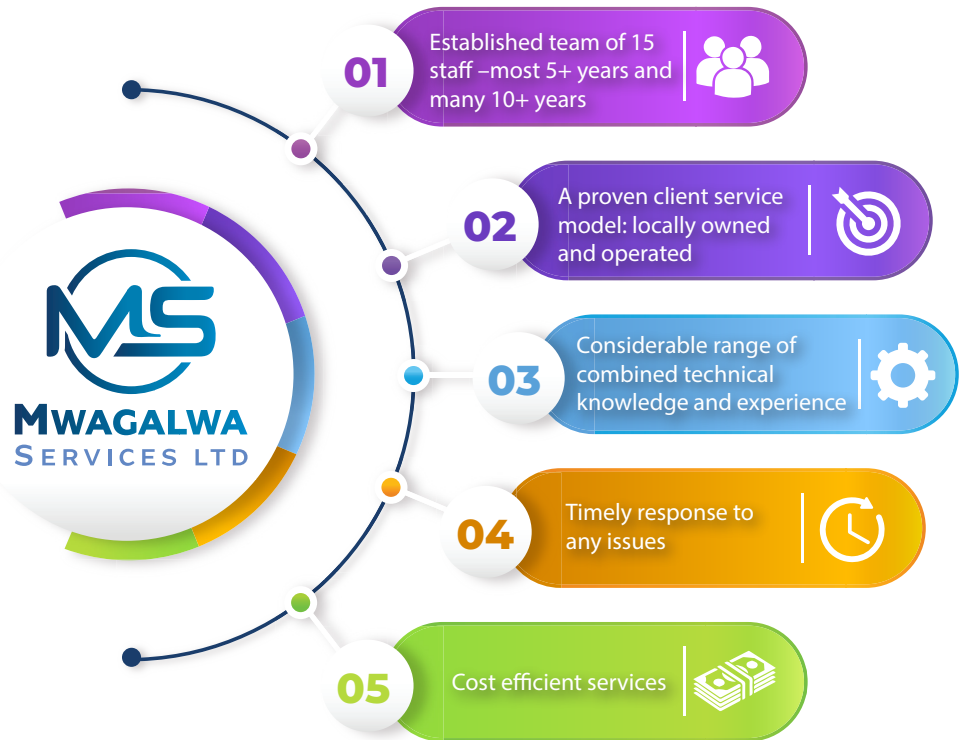 MS
MWAGALWA
SERVICES LTD
01
Established team of 15
staff –most 5+ years and
many 10+ years
02
A proven client service
model: locally owned
and operated
03
Considerable range of
combined technical
knowledge and experience
04
Timely response to
any issues
05
Cost efficient services